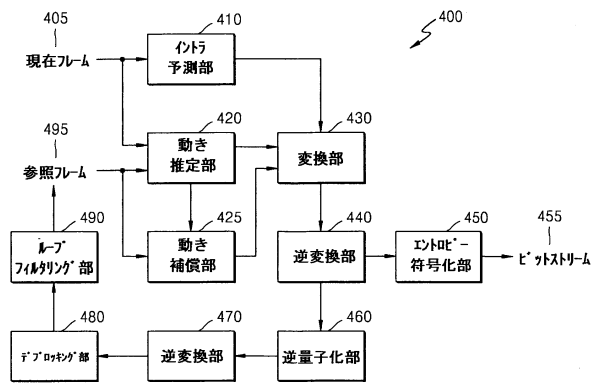 405
現在フレーム
410
イントラ
予測部
400
495
参照フレーム
420
動き
推定部
430
変換部
490
ループ
フィルタリング部
425
動き
補償部
440
逆変換部
450
エントロピー
符号化部
455
ビットストリーム
480
デブロッキング部
470
逆変換部
460
逆量子化部